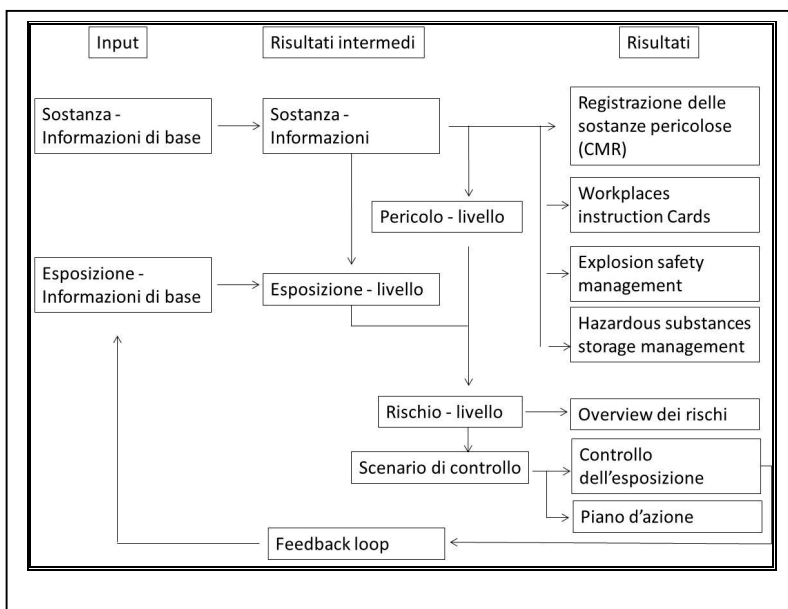 Input
Risultati intermedi
Risultati
Sostanza -
Informazioni di base
Sostanza -
Informazioni
Registrazione delle
sostanze pericolose
(CMR)
Pericolo - livello
Workplaces
instruction Cards
Esposizione -
Informazioni di base
Esposizione - livello
Explosion safety
management
Hazardous substances
storage management
Rischio - livello
Overview dei rischi
Scenario di controllo
Controllo
dell'esposizione
Piano d'azione
Feedback loop